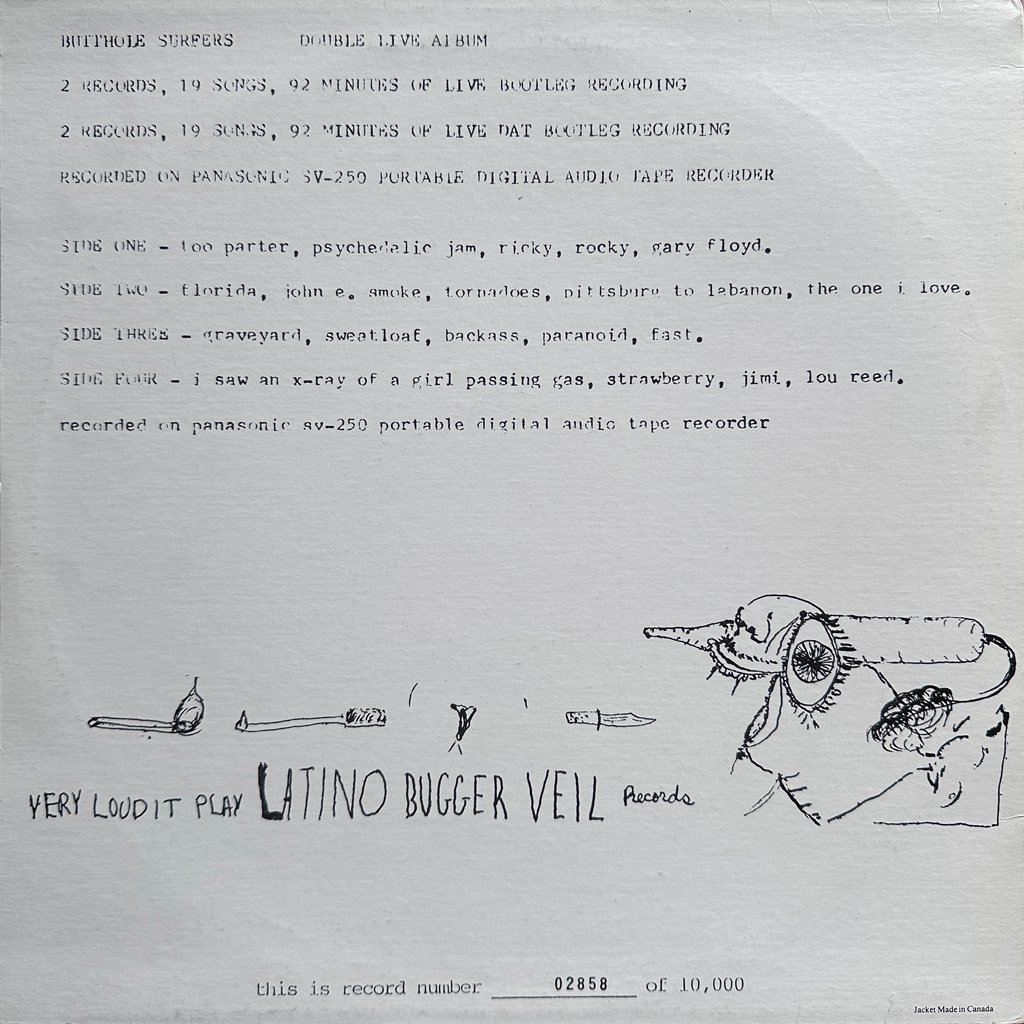 BUTTHOLE SURFERS DOUBLE LIVE ALBUM
2 RECORDS, 19 SONGS, 92 MINUTES OF LIVE BOOTLEG RECORDING
2 RECORDS, 19 SONGS, 92 MINUTES OF LIVE DAT BOOTLEG RECORDING
RECORDED ON PANASONIC SV-250 PORTABLE DIGITAL AUDIO TAPE RECORDER
SIDE ONE - too parter, psychedelic jam, ricky, rocky, gary floyd.
SIDE TWO - florida, john e. smoke, tornadoes, pittsburg to lebanon, the one i love.
SIDE THREE - graveyard, sweatloaf, backass, paranoid, fast.
SIDE FOUR - i saw an x-ray of a girl passing gas, strawberry, jimi, lou reed.
recorded on panasonic sv-250 portable digital audio tape recorder
VERY LOUD IT PLAY LATINO BUGGER VEIL Records
this is record number 02858 of 10,000
Jacket Made in Canada